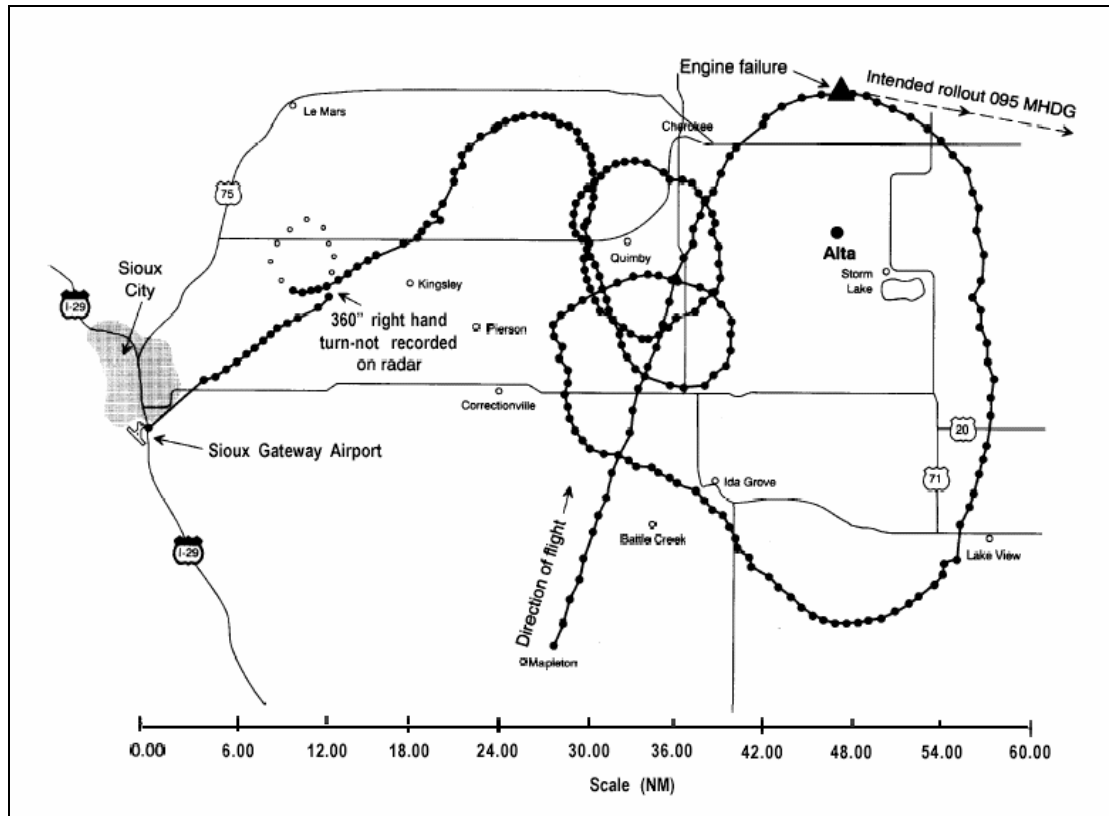 Engine failure
Intended rollout 095 MHDG
Le Mars
Cherokee
75
Alta
Quimby
Storm
Lake
Sioux
City
I-29
Kingsley
360" right hand
turn-not recorded
on radar
Pierson
Correctionville
20
Sioux Gateway Airport
71
Ida Grove
Battle Creek
Lake View
I-29
Direction of flight
Mapleton
0.00 6.00 12.00 18.00 24.00 30.00 36.00 42.00 48.00 54.00 60.00
Scale (NM)